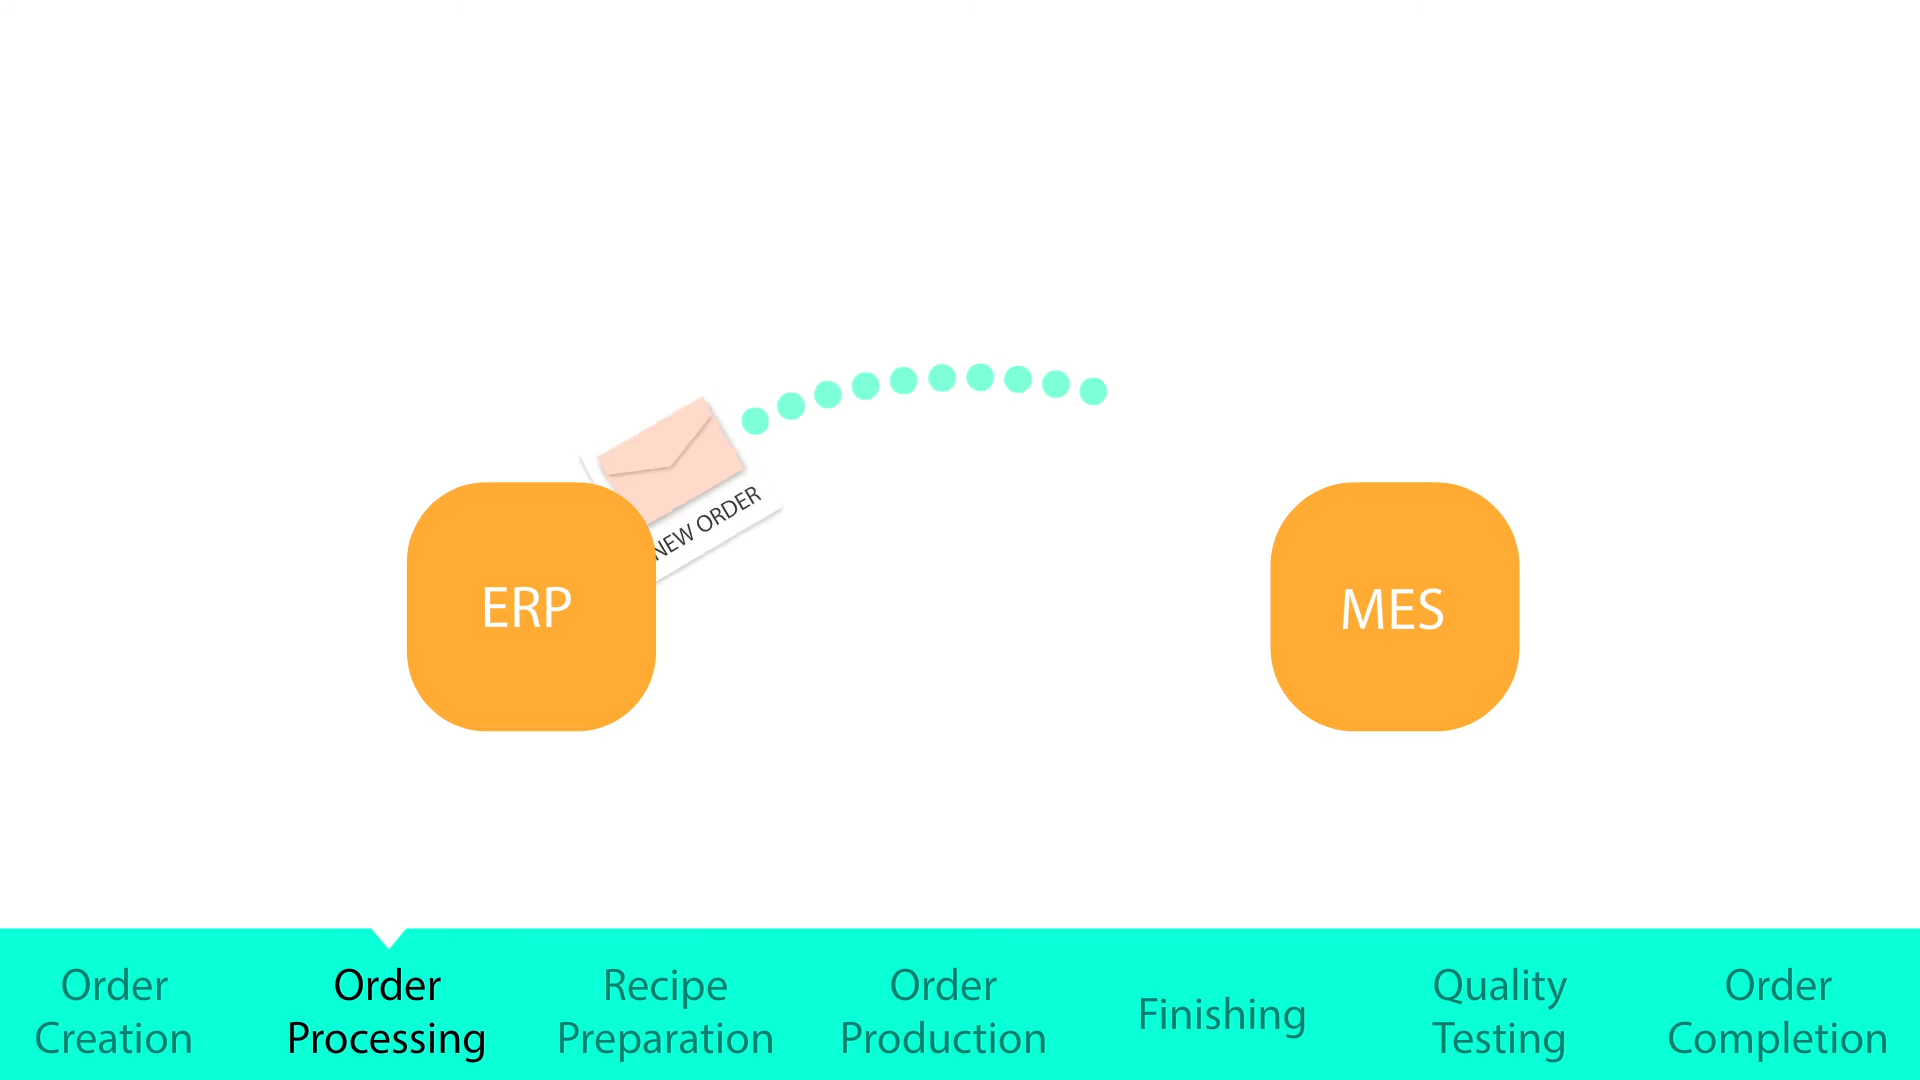 NEW ORDER
ERP
MES
Order
Creation
Order
Processing
Recipe
Preparation
Order
Production
Finishing
Quality
Testing
Order
Completion